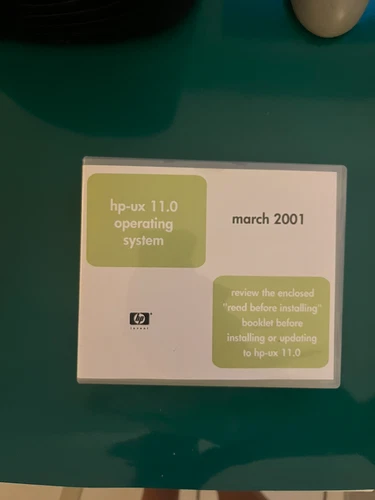 hp-ux 11.0
operating
system
march 2001
hp
invent
review the enclosed
"read before installing"
booklet before
installing or updating
to hp-ux 11.0